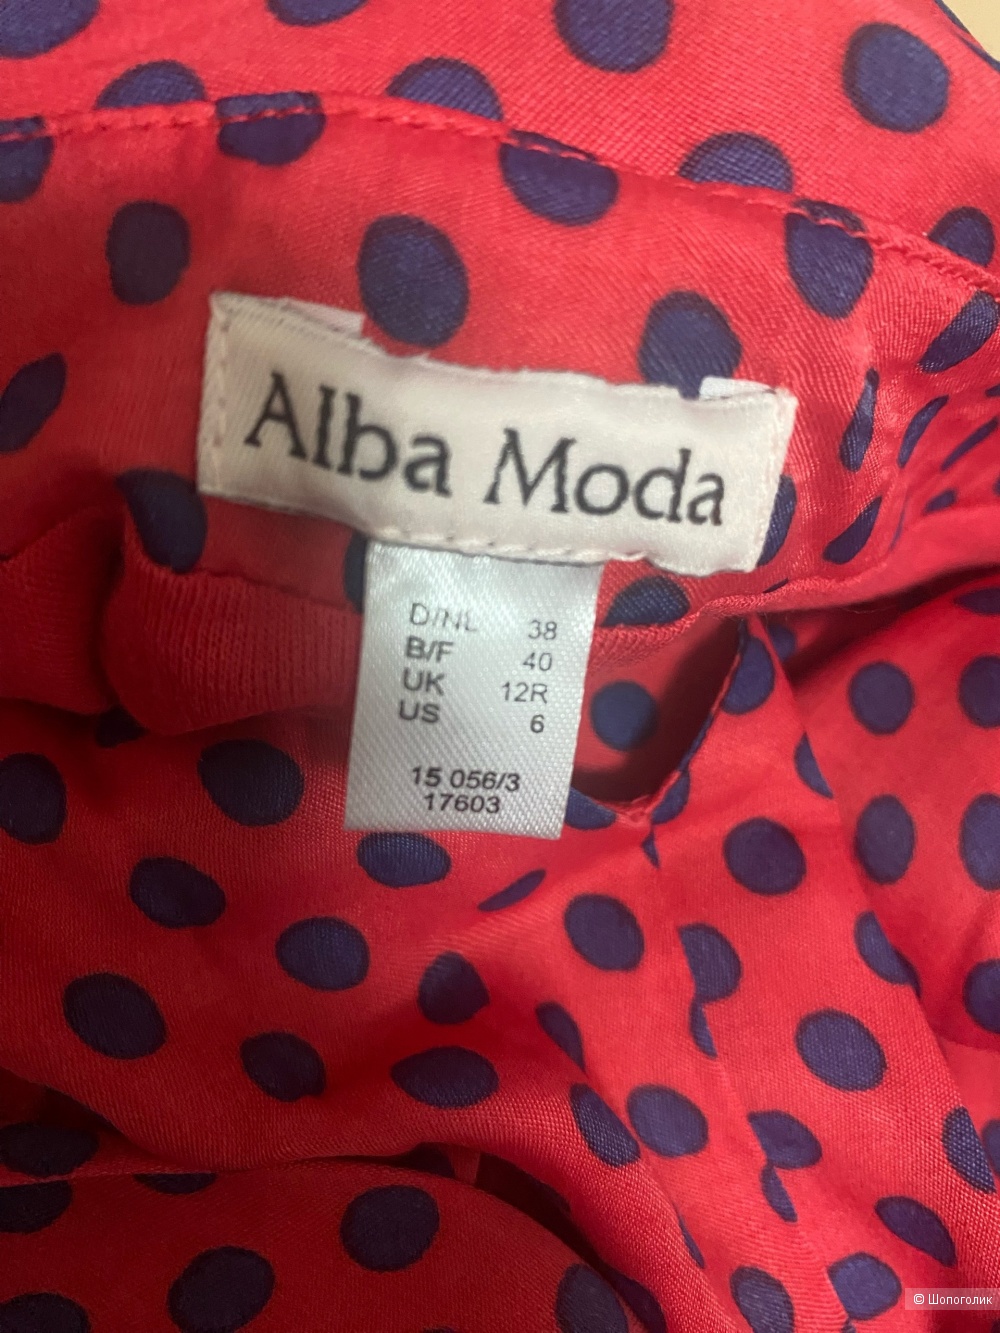 Alba Moda
D/NL 38
B/F 40
UK 12R
US 6
15 056/3
17603
© Шопоголик